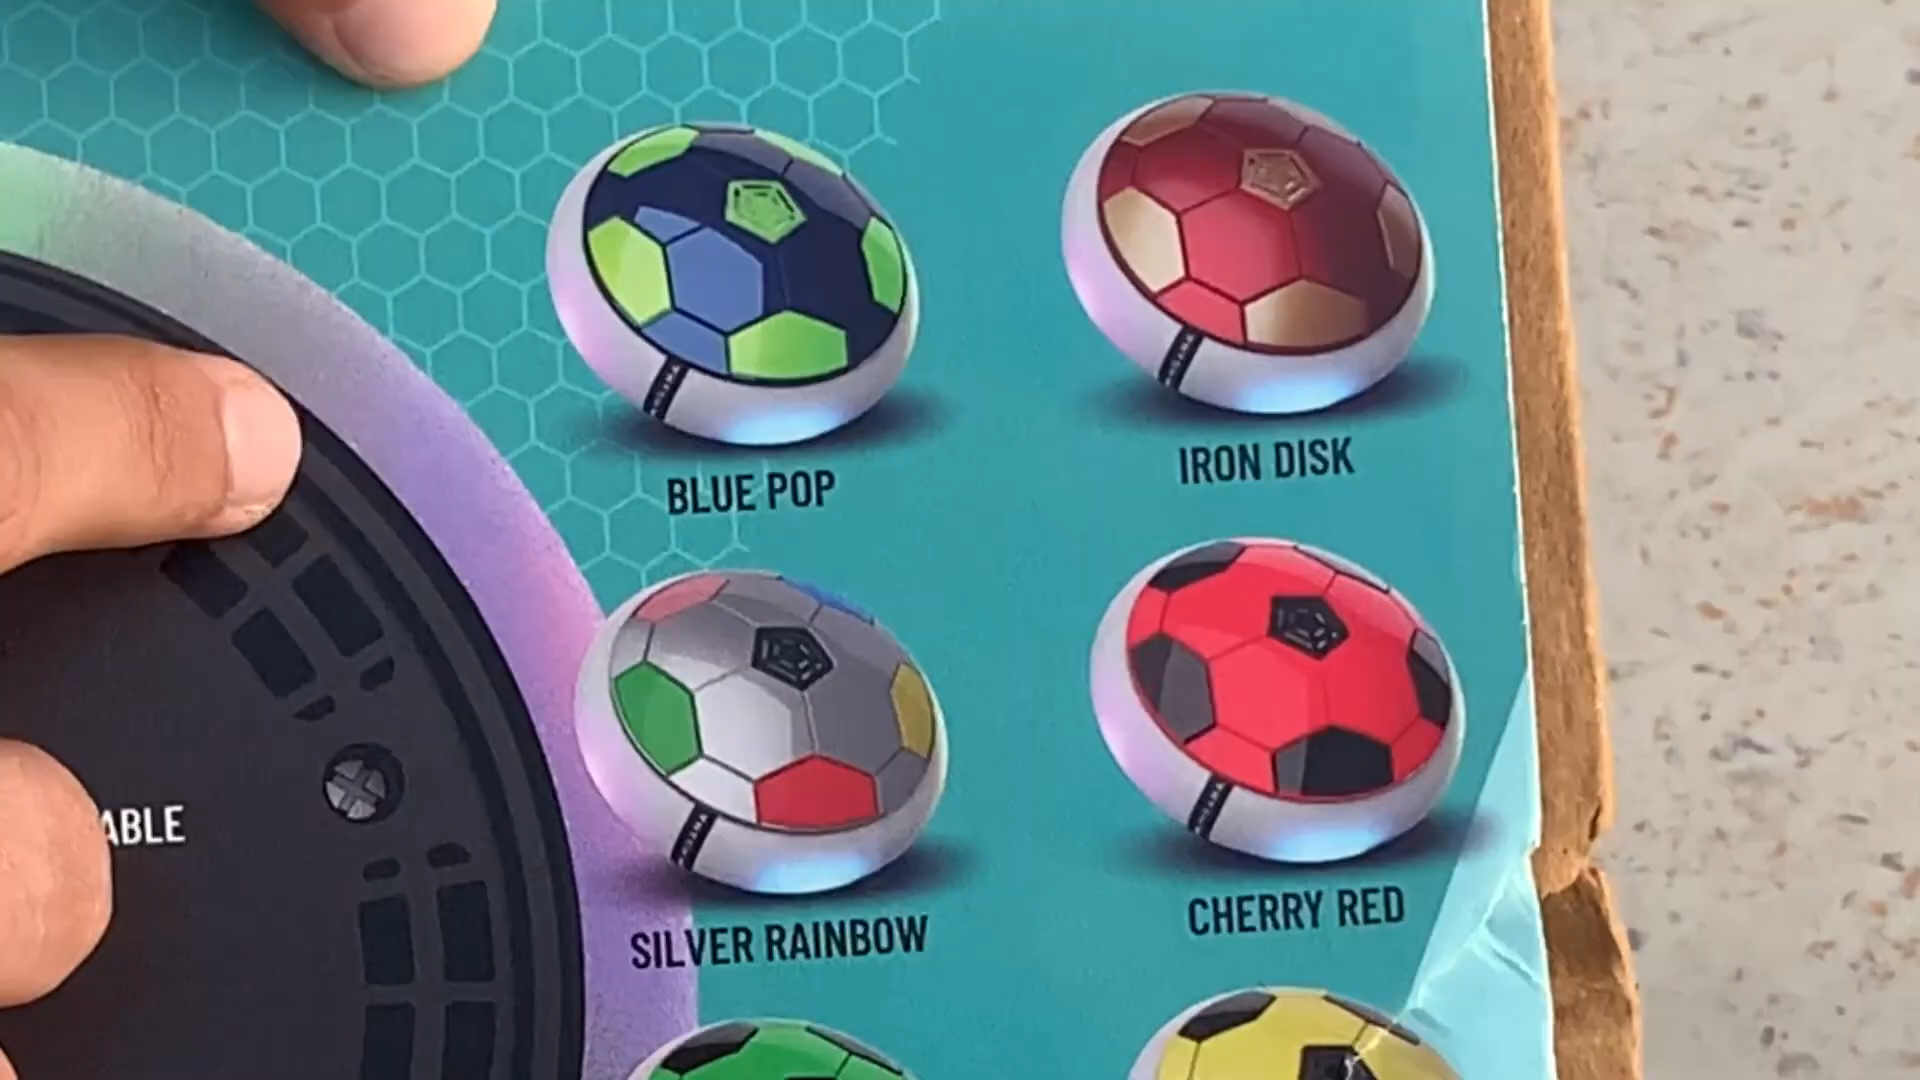 BLUE POP
IRON DISK
SILVER RAINBOW
CHERRY RED
ABLE